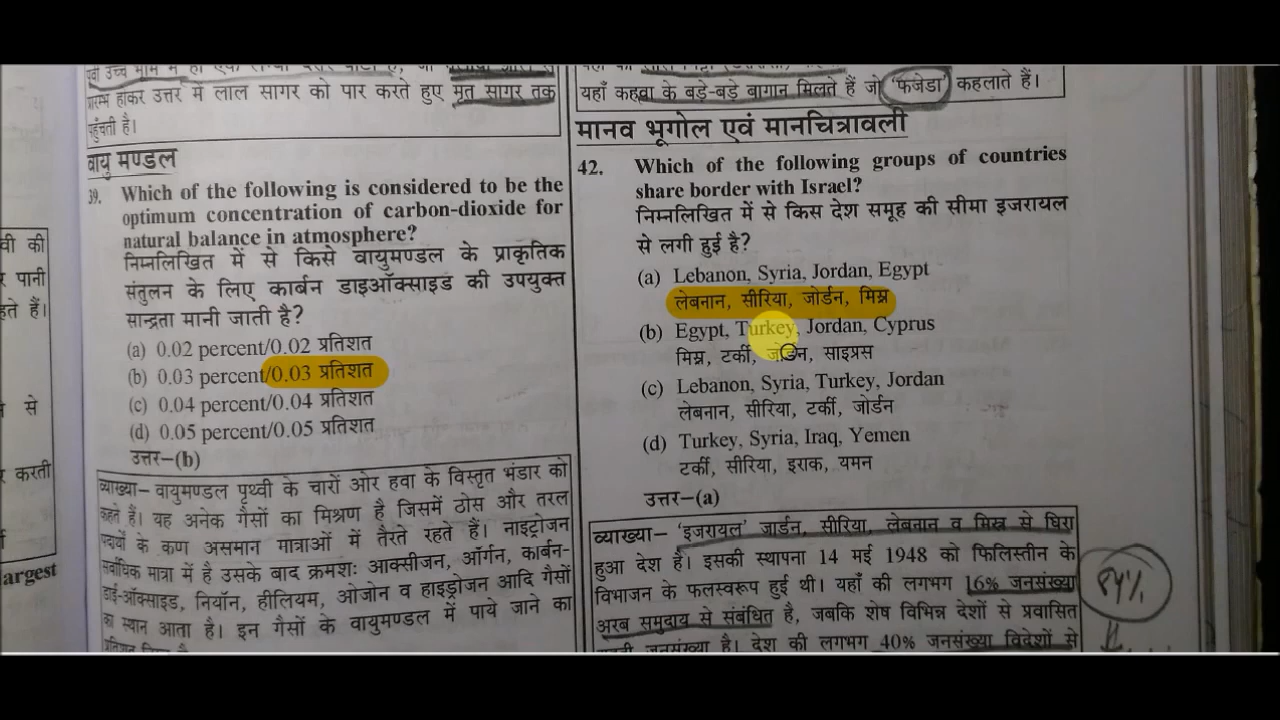 प्रारम्भ होकर उत्तर में लाल सागर को पार करते हुए मृत सागर तक
पहुँचती है।
वायु मण्डल
39. Which of the following is considered to be the
optimum concentration of carbon-dioxide for
natural balance in atmosphere?
निम्नलिखित में से किसे वायुमण्डल के प्राकृतिक
संतुलन के लिए कार्बन डाइऑक्साइड की उपयुक्त
सान्द्रता मानी जाती है?
(a) 0.02 percent/0.02 प्रतिशत
(b) 0.03 percent/0.03 प्रतिशत
(c) 0.04 percent/0.04 प्रतिशत
(d) 0.05 percent/0.05 प्रतिशत
उत्तर–(b)
व्याख्या– वायुमण्डल पृथ्वी के चारों ओर हवा के विस्तृत भंडार को
कहते हैं। यह अनेक गैसों का मिश्रण है जिसमें ठोस और तरल
पदार्थों के कण असमान मात्राओं में तैरते रहते हैं। नाइट्रोजन
सर्वाधिक मात्रा में है उसके बाद क्रमशः आक्सीजन, ऑर्गन, कार्बन-
डाई-ऑक्साइड, नियॉन, हीलियम, ओजोन व हाइड्रोजन आदि गैसों
का स्थान आता है। इन गैसों के वायुमण्डल में पाये जाने का
यहाँ कहवा के बड़े-बड़े बागान मिलते हैं जो 'फजेडा' कहलाते हैं।
मानव भूगोल एवं मानचित्रावली
42. Which of the following groups of countries
share border with Israel?
निम्नलिखित में से किस देश समूह की सीमा इजरायल
से लगी हुई है?
(a) Lebanon, Syria, Jordan, Egypt
लेबनान, सीरिया, जोर्डन, मिस्र
(b) Egypt, Turkey, Jordan, Cyprus
मिस्र, टर्की, जोर्डन, साइप्रस
(c) Lebanon, Syria, Turkey, Jordan
लेबनान, सीरिया, टर्की, जोर्डन
(d) Turkey, Syria, Iraq, Yemen
टर्की, सीरिया, इराक, यमन
उत्तर–(a)
व्याख्या– 'इजरायल' जार्डन, सीरिया, लेबनान व मिस्र से घिरा
हुआ देश है। इसकी स्थापना 14 मई 1948 को फिलिस्तीन के
विभाजन के फलस्वरूप हुई थी। यहाँ की लगभग 16% जनसंख्या
अरब समुदाय से संबंधित है, जबकि शेष विभिन्न देशों से प्रवासित
जनसंख्या है। देश की लगभग 40% जनसंख्या विदेशों से
वी की
पानी
हते हैं।
से
करती
argest